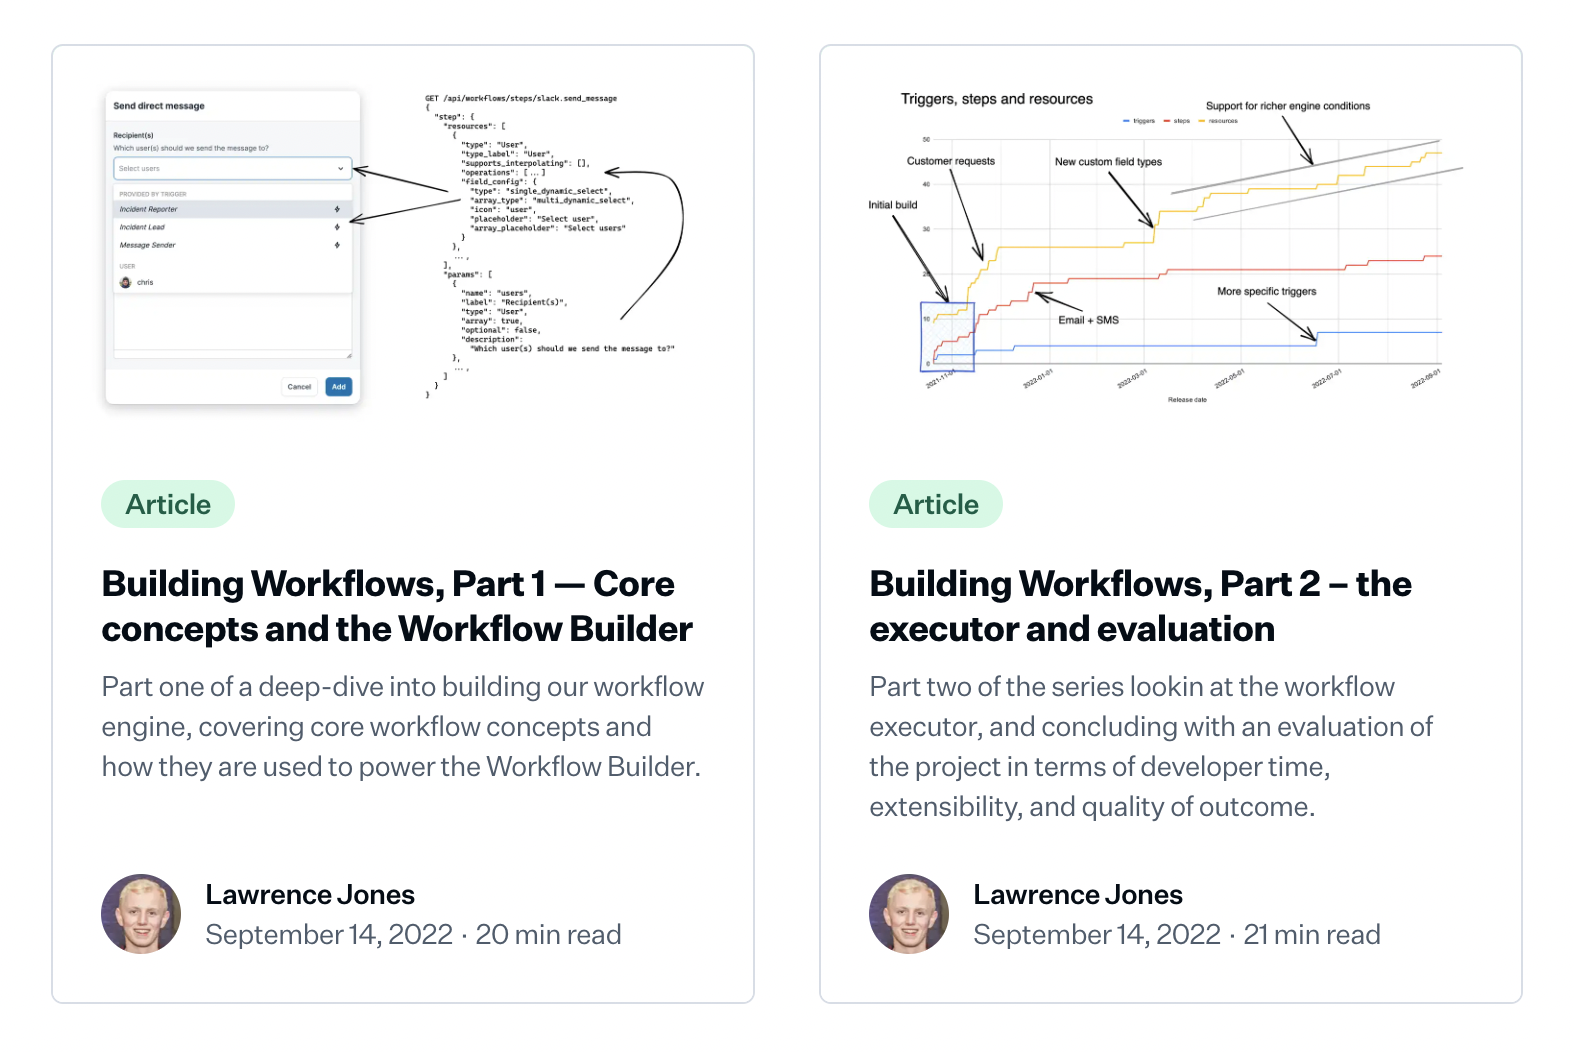 Send direct message
Recipient(s)
Which user(s) should we send the message to?
Select users
PROVIDED BY TRIGGER
Incident Reporter
Incident Lead
Message Sender
USER
chris
Cancel
Add
GET /api/workflows/steps/slack.send_message
{
"step": {
"resources": [
{
"type": "User",
"type_label": "User",
"supports_interpolating": [],
"operations": [...]
"field_config": {
"type": "single_dynamic_select",
"array_type": "multi_dynamic_select",
"icon": "user",
"placeholder": "Select user",
"array_placeholder": "Select users"
}
},
...,
],
"params": [
{
"name": "users",
"label": "Recipient(s)",
"type": "User",
"array": true,
"optional": false,
"description":
"Which user(s) should we send the message to?"
},
...,
]
}
}
Article
Building Workflows, Part 1 — Core
concepts and the Workflow Builder
Part one of a deep-dive into building our workflow
engine, covering core workflow concepts and
how they are used to power the Workflow Builder.
Lawrence Jones
September 14, 2022 · 20 min read
Triggers, steps and resources
Support for richer engine conditions
triggers steps resources
50
Customer requests
New custom field types
40
Initial build
30
20
More specific triggers
10
Email + SMS
0
2021-11-01
2022-01-01
2022-03-01
2022-05-01
2022-07-01
2022-09-01
Release date
Article
Building Workflows, Part 2 – the
executor and evaluation
Part two of the series lookin at the workflow
executor, and concluding with an evaluation of
the project in terms of developer time,
extensibility, and quality of outcome.
Lawrence Jones
September 14, 2022 · 21 min read